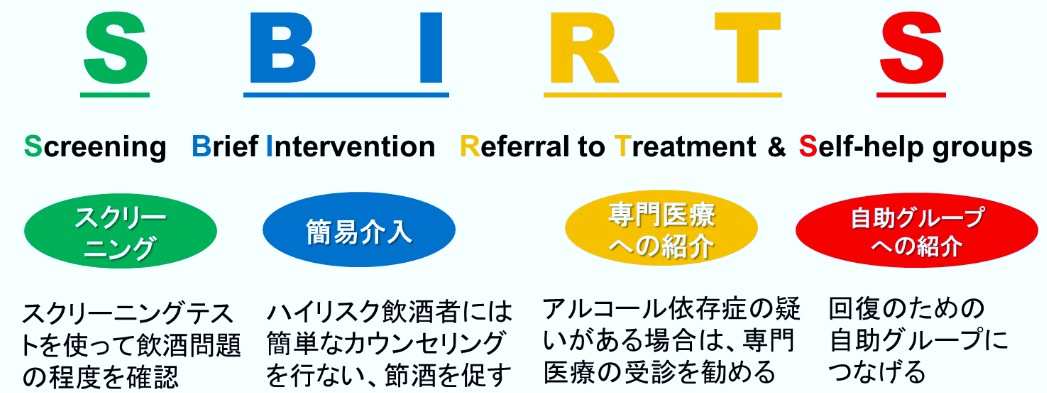 S B I R T S
Screening Brief Intervention Referral to Treatment & Self-help groups
スクリー
ニング
簡易介入
専門医療
への紹介
自助グループ
への紹介
スクリーニングテス
トを使って飲酒問題
の程度を確認
ハイリスク飲酒者には
簡単なカウンセリング
を行ない、節酒を促す
アルコール依存症の疑
いがある場合は、専門
医療の受診を勧める
回復のための
自助グループに
つなげる